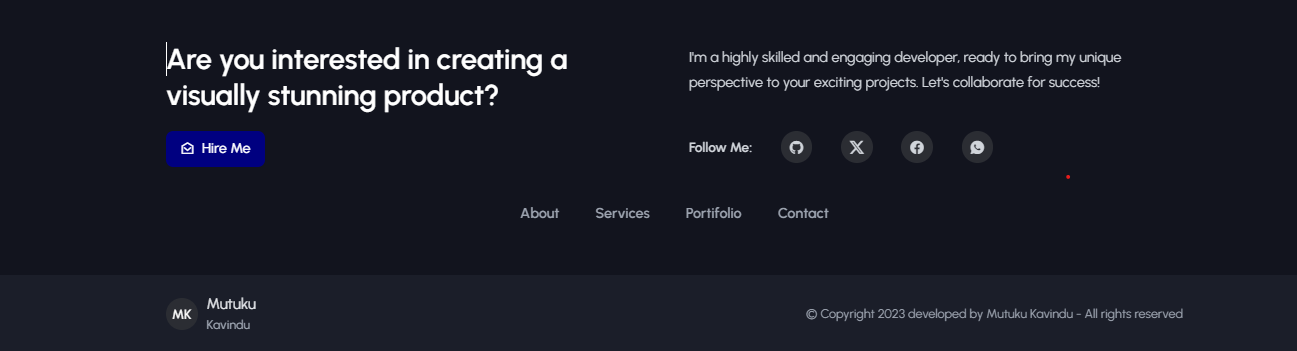 Are you interested in creating a
visually stunning product?
Hire Me
I'm a highly skilled and engaging developer, ready to bring my unique
perspective to your exciting projects. Let's collaborate for success!
Follow Me:
About Services Portifolio Contact
MK
Mutuku
Kavindu
© Copyright 2023 developed by Mutuku Kavindu - All rights reserved